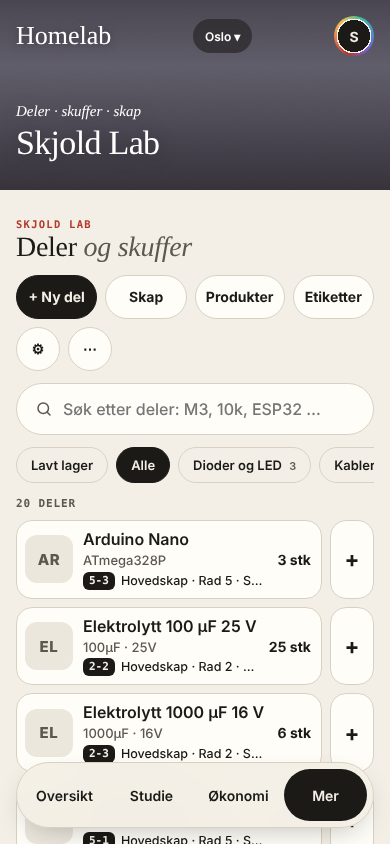 Homelab
Oslo ▾
S
Deler · skuffer · skap
Skjold Lab
SKJOLD LAB
Deler og skuffer
+ Ny del
Skap
Produkter
Etiketter
⚙
···
Søk etter deler: M3, 10k, ESP32 ...
Lavt lager
Alle
Dioder og LED 3
Kabler
20 DELER
AR
Arduino Nano
ATmega328P
5-3 Hovedskap · Rad 5 · S...
3 stk
+
EL
Elektrolytt 100 µF 25 V
100µF · 25V
2-2 Hovedskap · Rad 2 · ...
25 stk
+
EL
Elektrolytt 1000 µF 16 V
1000µF · 16V
2-3 Hovedskap · Rad 2 · S...
6 stk
+
Oversikt
Studie
Økonomi
Mer
5-1 Hovedskap · Rad 5 · S...